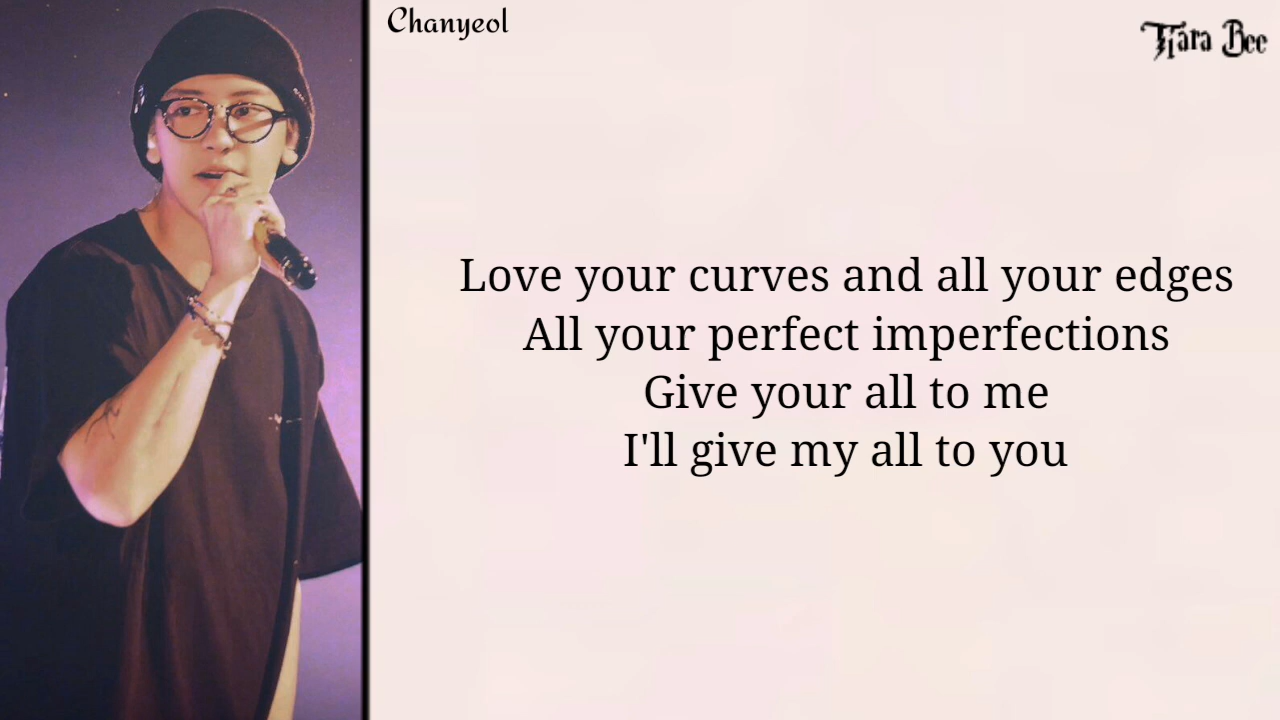 Chanyeol
Tiara Bee
Love your curves and all your edges
All your perfect imperfections
Give your all to me
I'll give my all to you